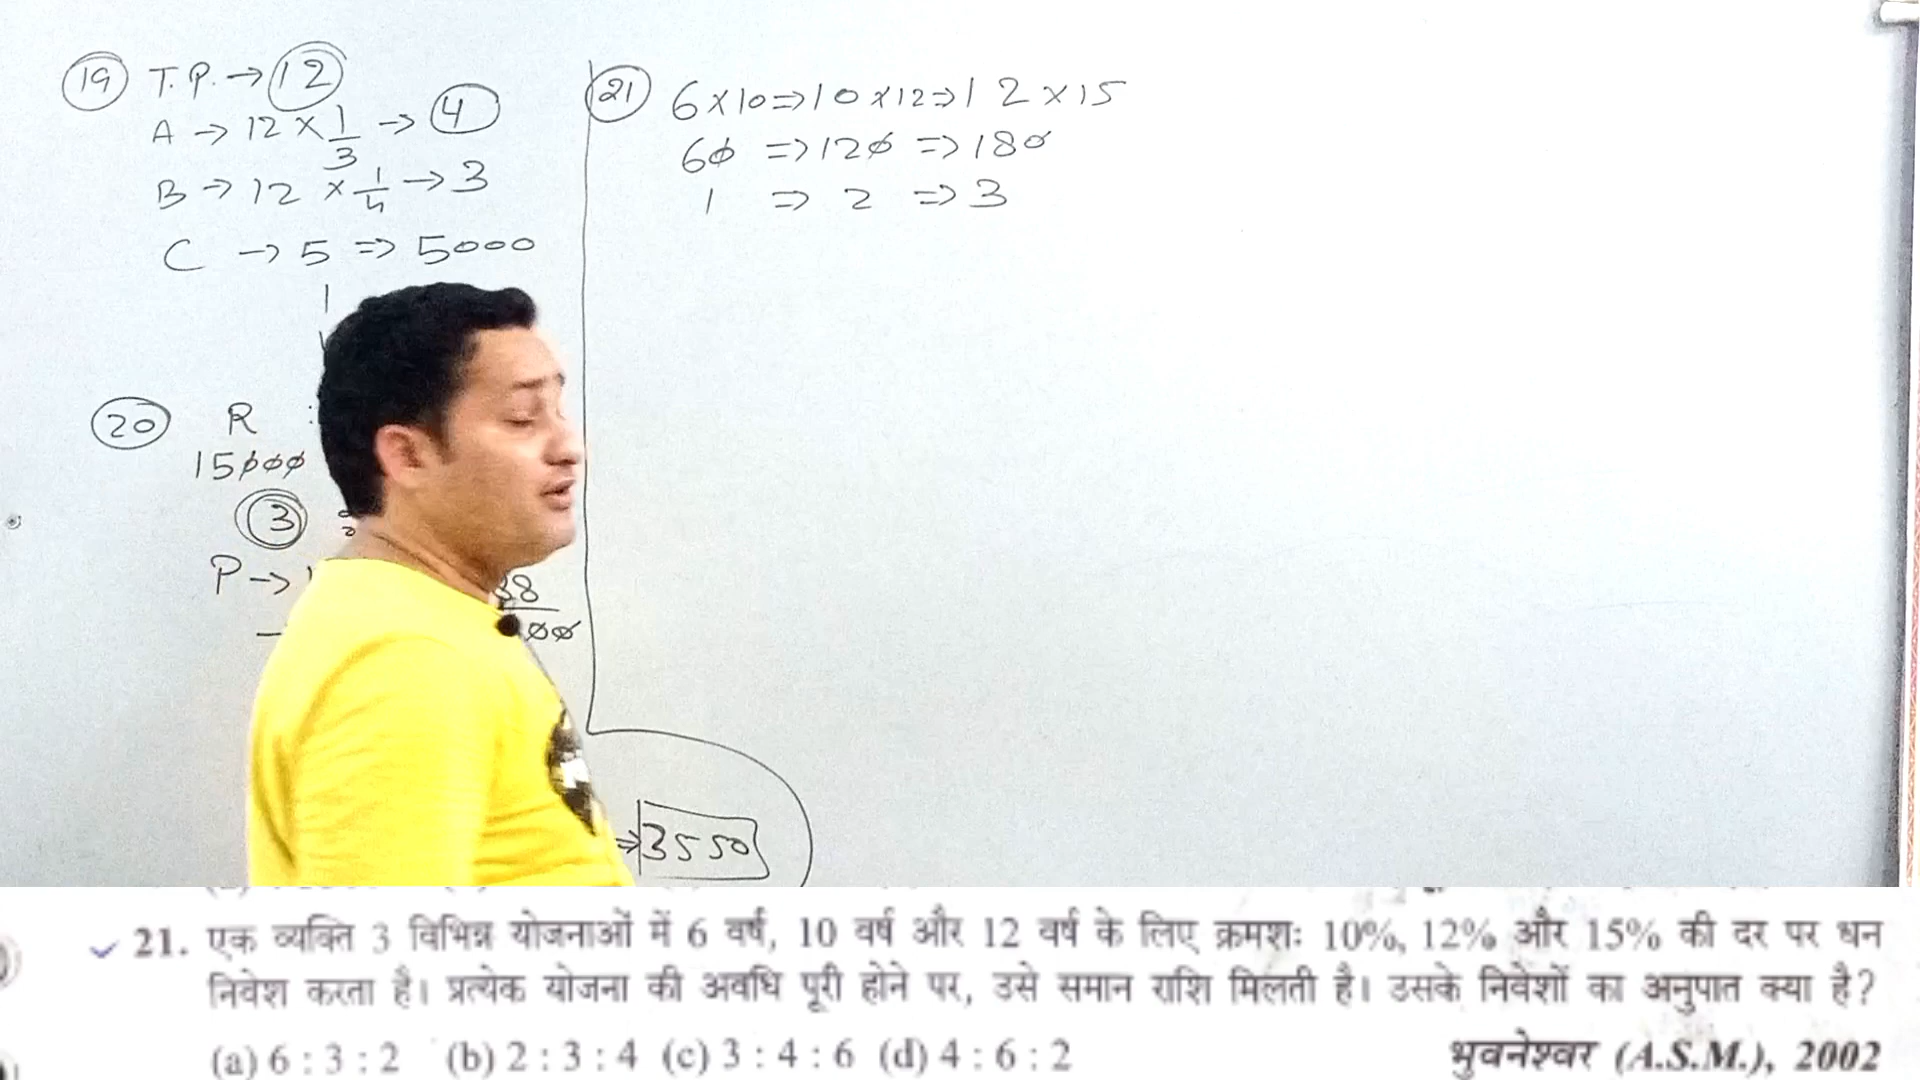 19 T.P. → 12
A → 12 × 1/3 → 4
B → 12 × 1/4 → 3
C → 5 => 5000
20 R :
15000
3
P →
38
00
=> 3550
21 6×10=>10×12=>12×15
60 => 120 => 180
1 => 2 => 3
21. एक व्यक्ति 3 विभिन्न योजनाओं में 6 वर्ष, 10 वर्ष और 12 वर्ष के लिए क्रमशः 10%, 12% और 15% की दर पर धन
निवेश करता है। प्रत्येक योजना की अवधि पूरी होने पर, उसे समान राशि मिलती है। उसके निवेशों का अनुपात क्या है?
(a) 6 : 3 : 2 (b) 2 : 3 : 4 (c) 3 : 4 : 6 (d) 4 : 6 : 2
भुवनेश्वर (A.S.M.), 2002